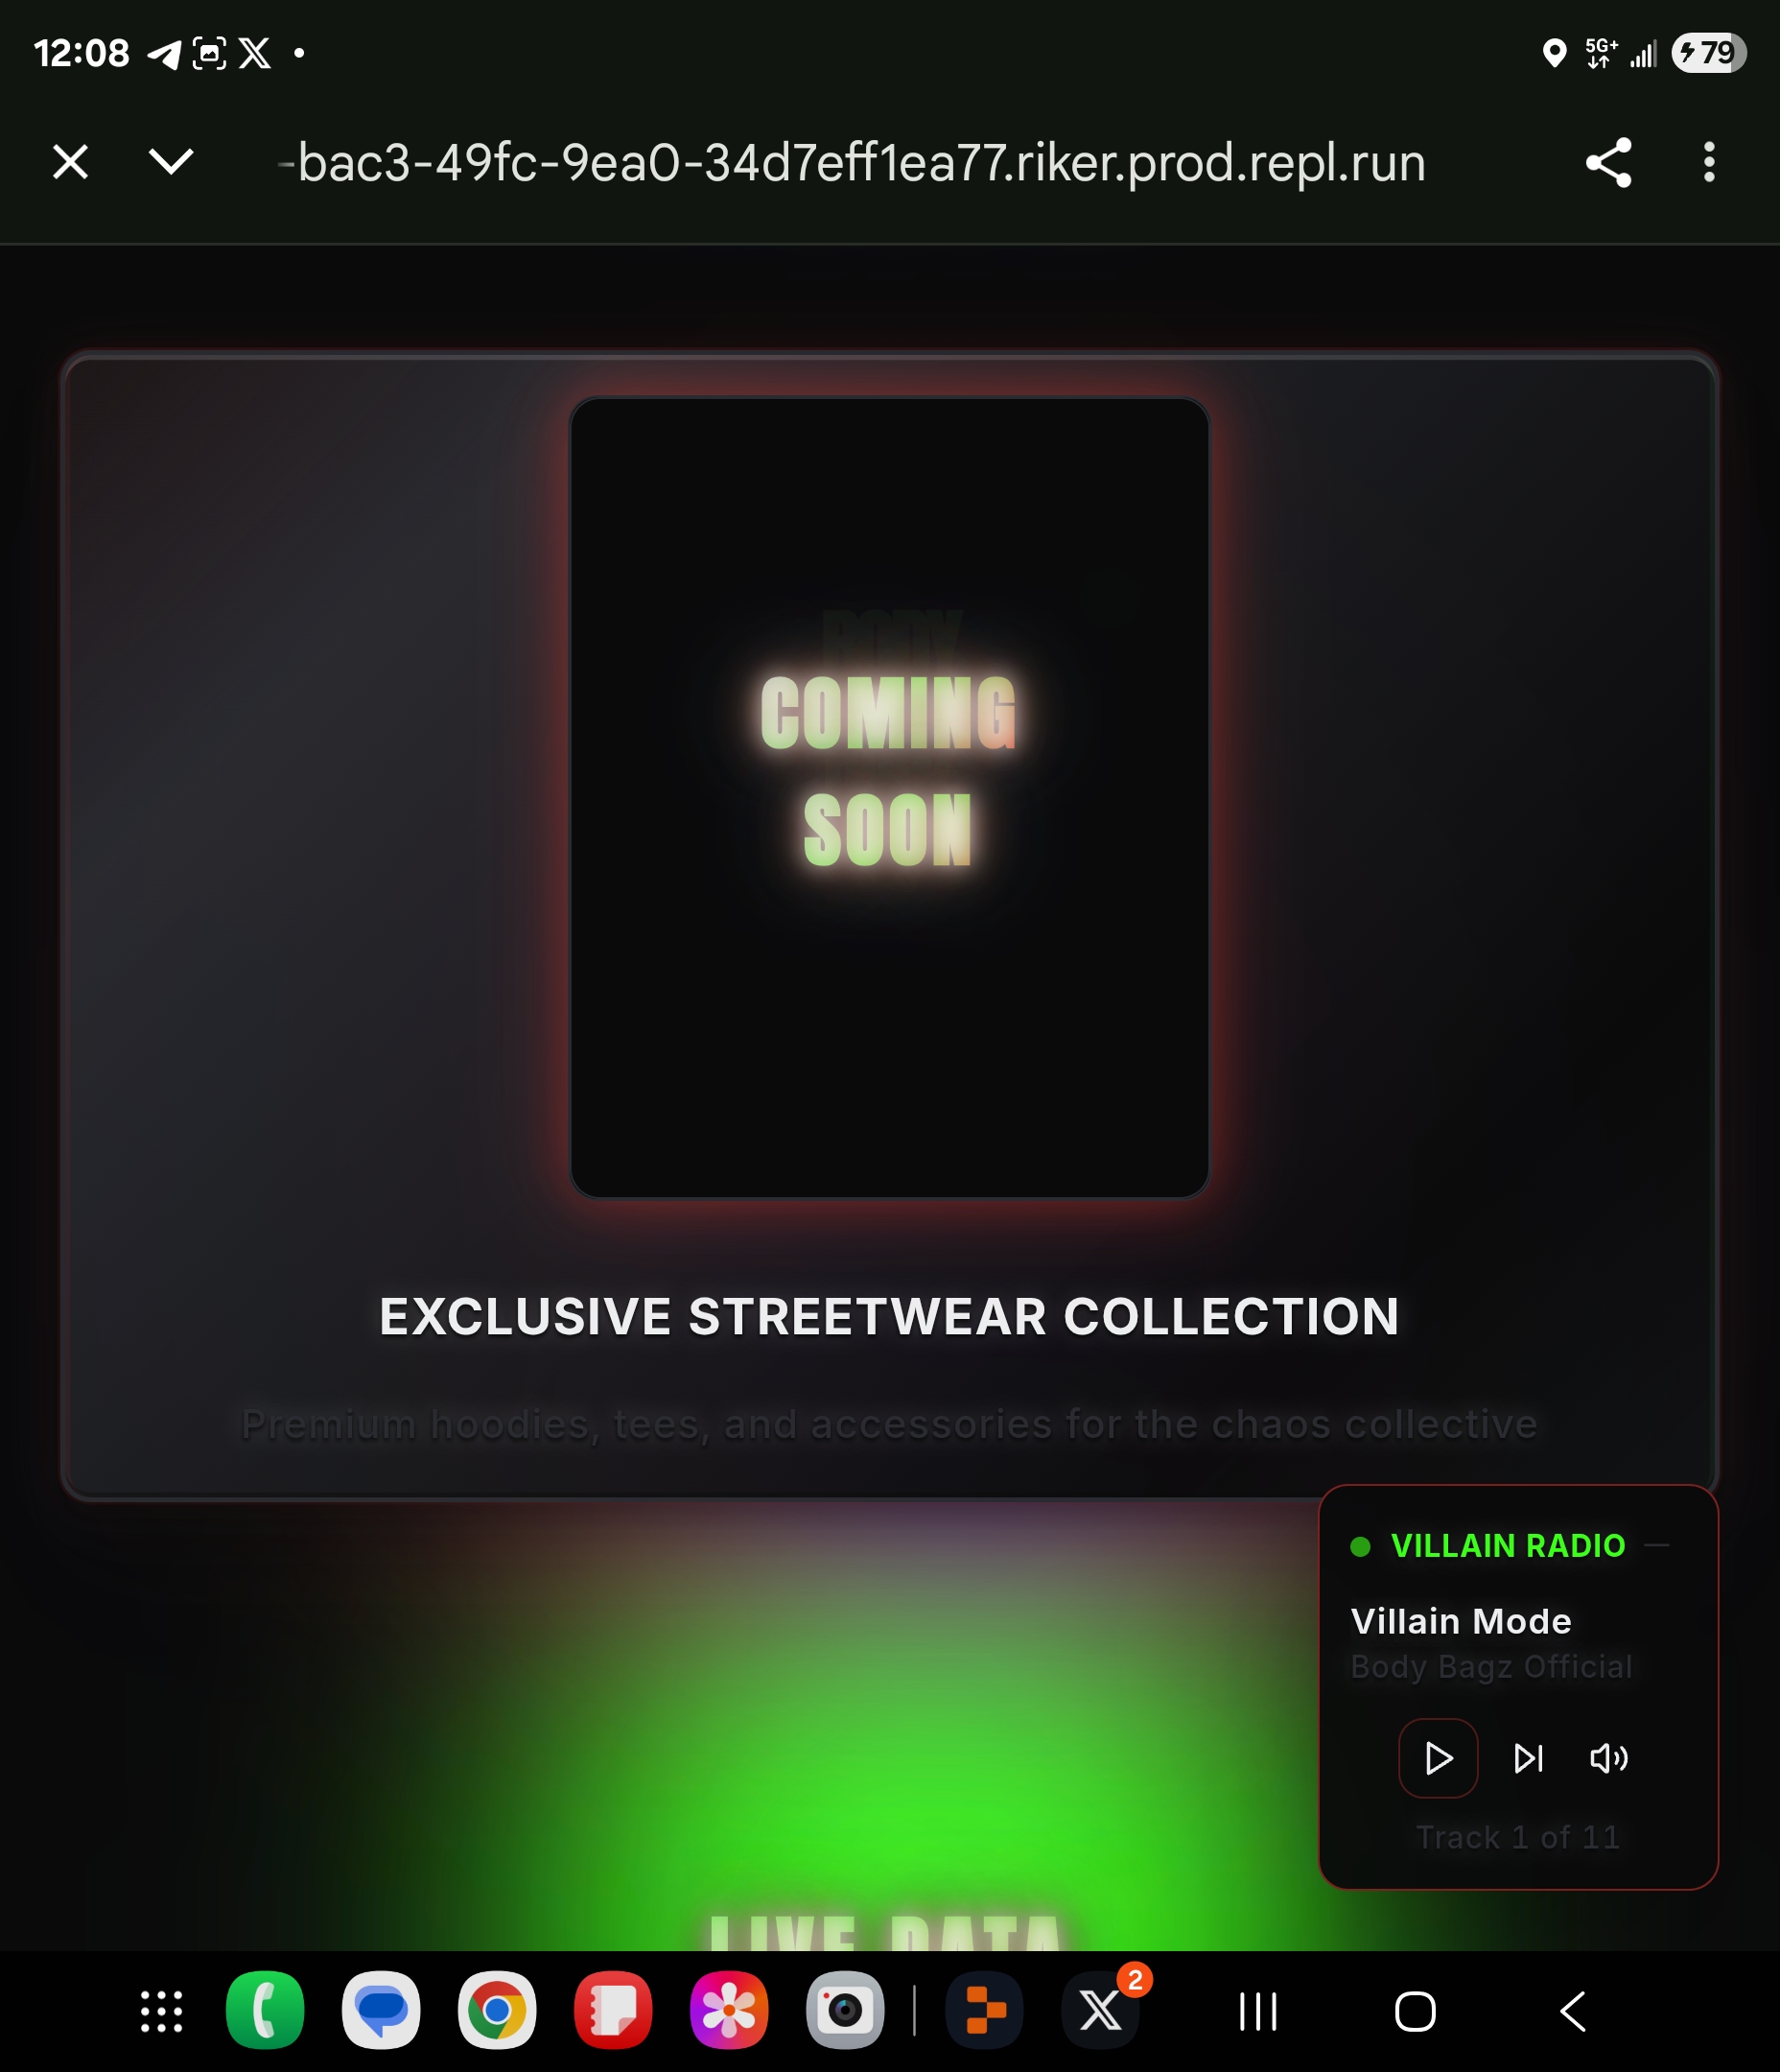 12:08
5G+
79
-bac3-49fc-9ea0-34d7eff1ea77.riker.prod.repl.run
BODY
COMING
SOON
EXCLUSIVE STREETWEAR COLLECTION
Premium hoodies, tees, and accessories for the chaos collective
VILLAIN RADIO
Villain Mode
Body Bagz Official
Track 1 of 11
LIVE DATA
2